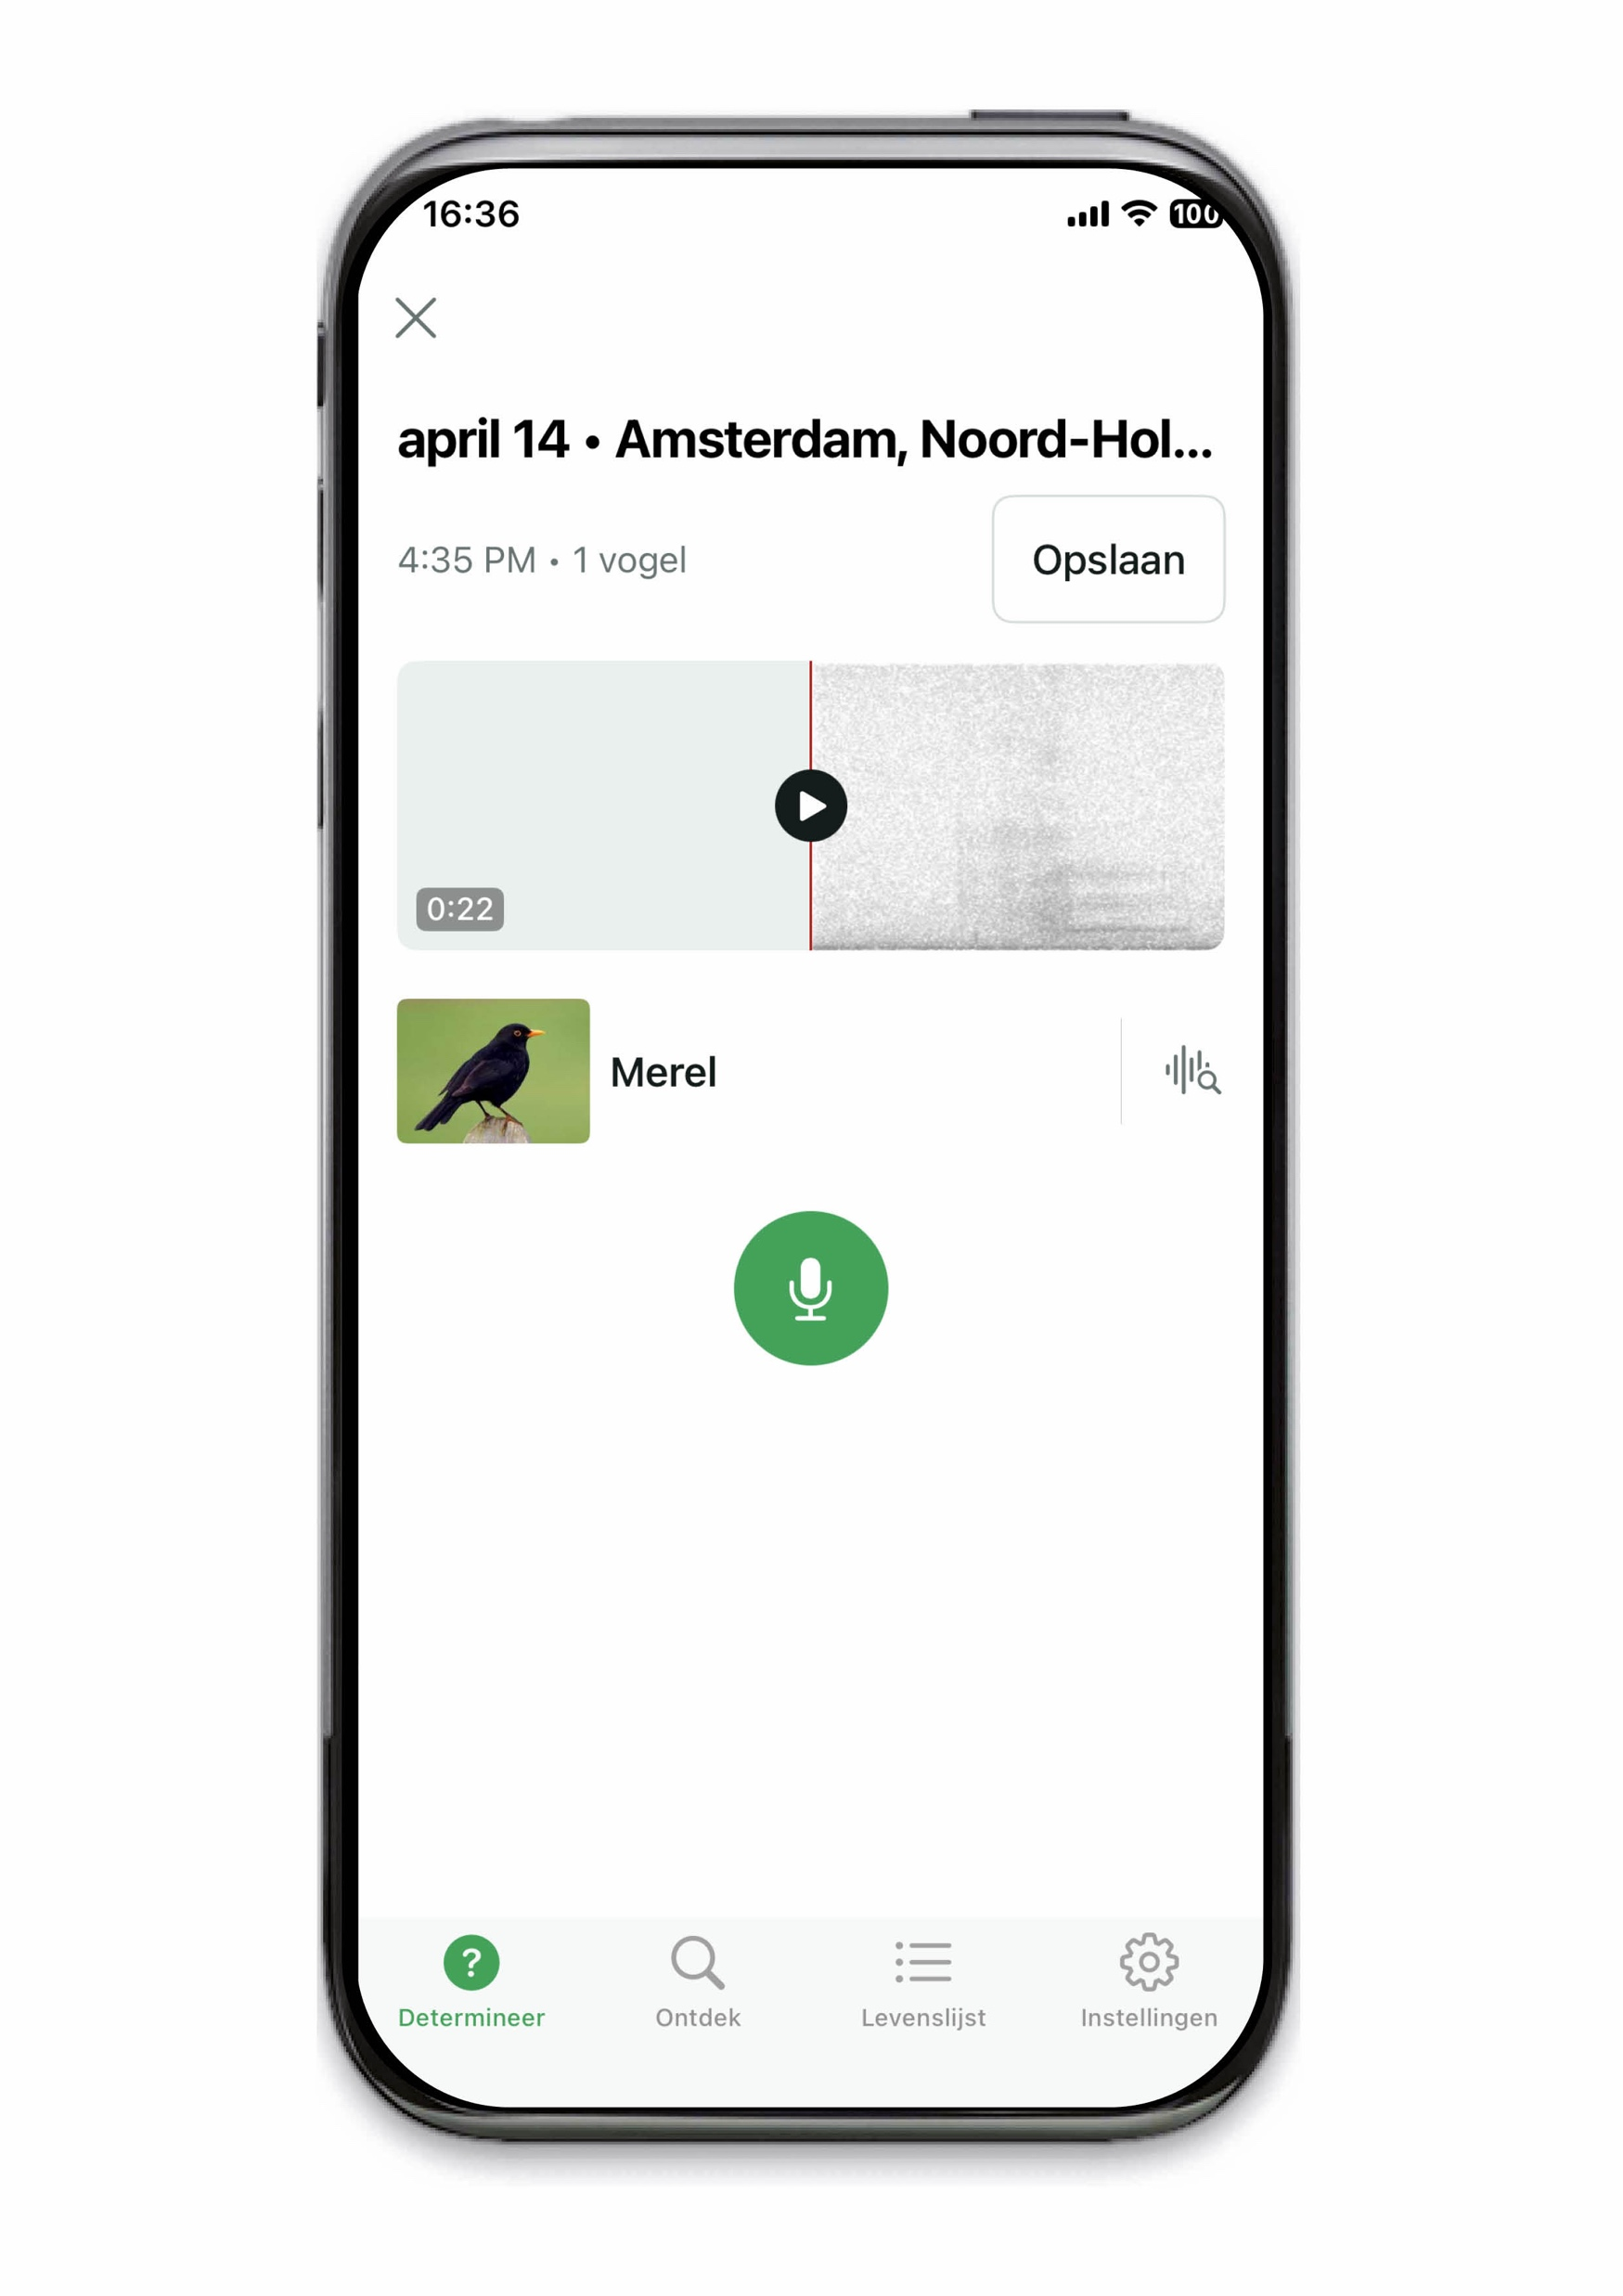 16:36
100
april 14 • Amsterdam, Noord-Hol...
4:35 PM • 1 vogel
Opslaan
0:22
Merel
?
Determineer
Ontdek
Levenslijst
Instellingen